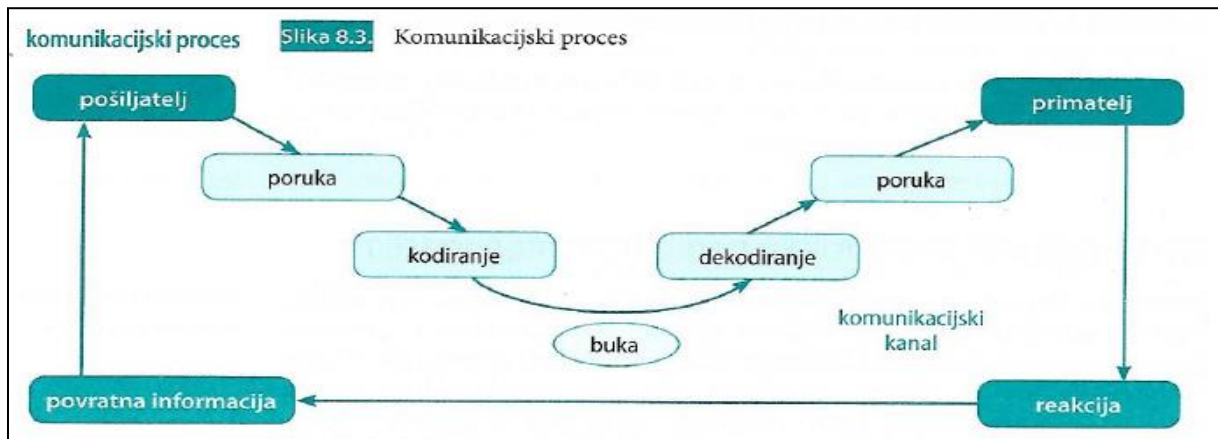 komunikacijski proces Slika 8.3. Komunikacijski proces
pošiljatelj
primatelj
poruka
poruka
kodiranje
dekodiranje
komunikacijski
kanal
buka
povratna informacija
reakcija